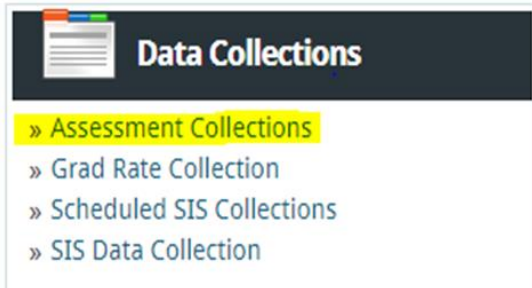 Data Collections
» Assessment Collections
» Grad Rate Collection
» Scheduled SIS Collections
» SIS Data Collection